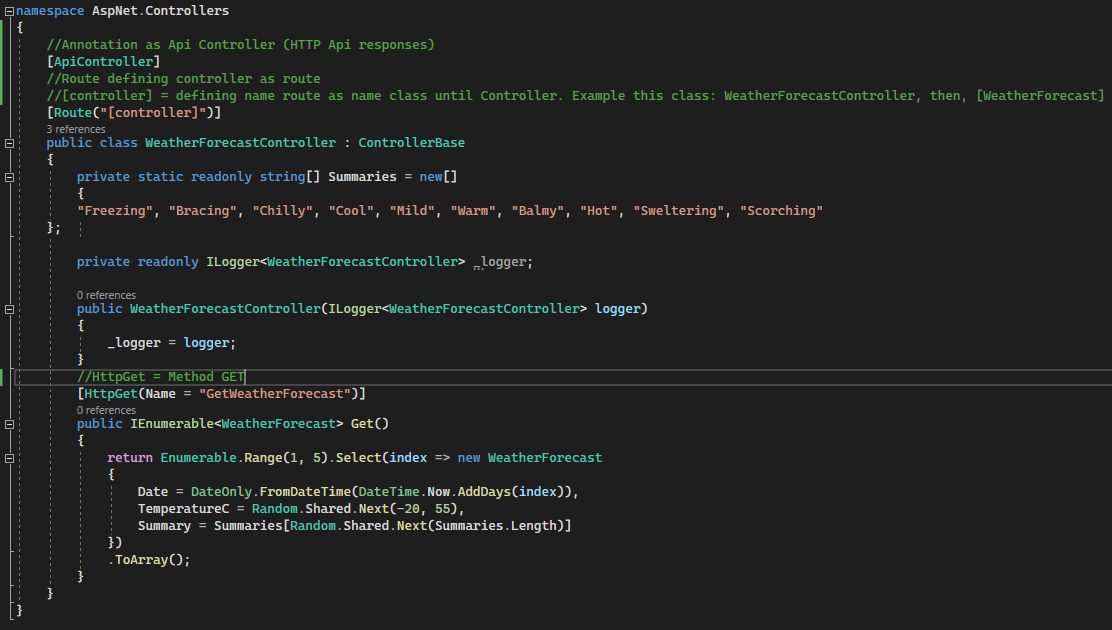 namespace AspNet.Controllers
{
//Annotation as Api Controller (HTTP Api responses)
[ApiController]
//Route defining controller as route
//[controller] = defining name route as name class until Controller. Example this class: WeatherForecastController, then, [WeatherForecast]
[Route("[controller]")]
3 references
public class WeatherForecastController : ControllerBase
{
private static readonly string[] Summaries = new[]
{
"Freezing", "Bracing", "Chilly", "Cool", "Mild", "Warm", "Balmy", "Hot", "Sweltering", "Scorching"
};
private readonly ILogger<WeatherForecastController> _logger;
0 references
public WeatherForecastController(ILogger<WeatherForecastController> logger)
{
_logger = logger;
}
//HttpGet = Method GET
[HttpGet(Name = "GetWeatherForecast")]
0 references
public IEnumerable<WeatherForecast> Get()
{
return Enumerable.Range(1, 5).Select(index => new WeatherForecast
{
Date = DateOnly.FromDateTime(DateTime.Now.AddDays(index)),
TemperatureC = Random.Shared.Next(-20, 55),
Summary = Summaries[Random.Shared.Next(Summaries.Length)]
})
.ToArray();
}
}
}